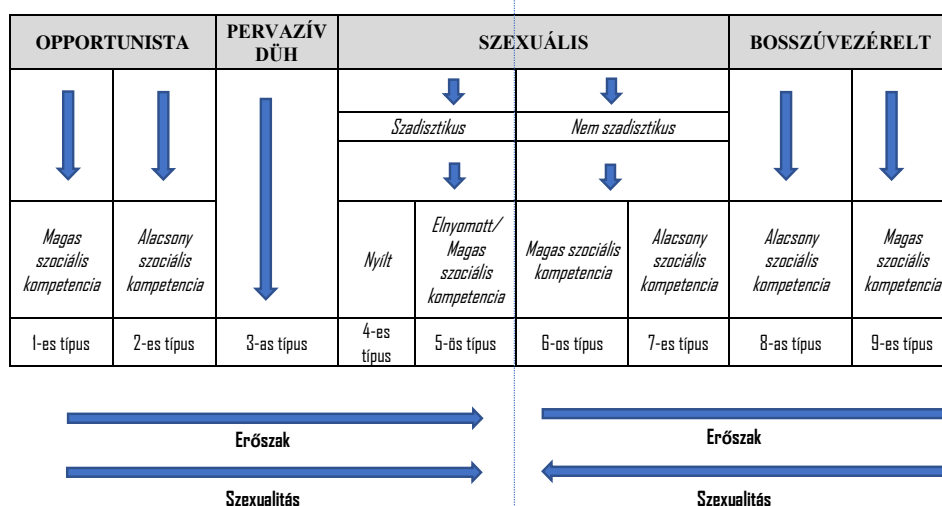 OPPORTUNISTA
PERVAZÍV
DÜH
SZEXUÁLIS
BOSSZÚVEZÉRELT
Szadisztikus
Nem szadisztikus
Magas
szociális
kompetencia
Alacsony
szociális
kompetencia
Nyílt
Elnyomott/
Magas
szociális
kompetencia
Magas szociális
kompetencia
Alacsony
szociális
kompetencia
Alacsony
szociális
kompetencia
Magas
szociális
kompetencia
1-es típus
2-es típus
3-as típus
4-es
típus
5-ös típus
6-os típus
7-es típus
8-as típus
9-es típus
Erőszak
Erőszak
Szexualitás
Szexualitás